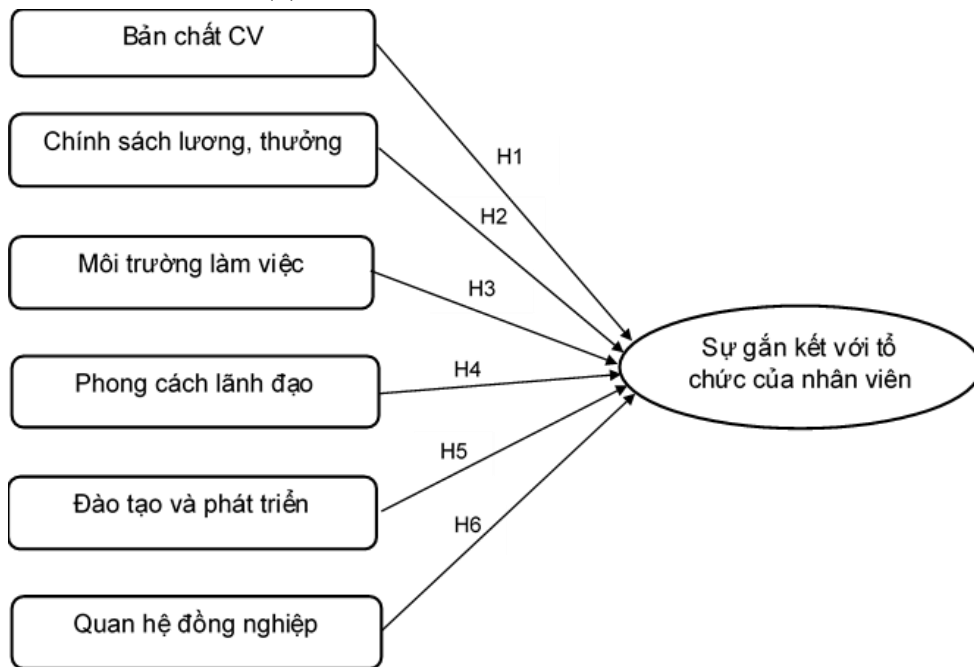 Bản chất CV
Chính sách lương, thưởng
Môi trường làm việc
Phong cách lãnh đạo
Đào tạo và phát triển
Quan hệ đồng nghiệp
H1
H2
H3
H4
H5
H6
Sự gắn kết với tổ
chức của nhân viên